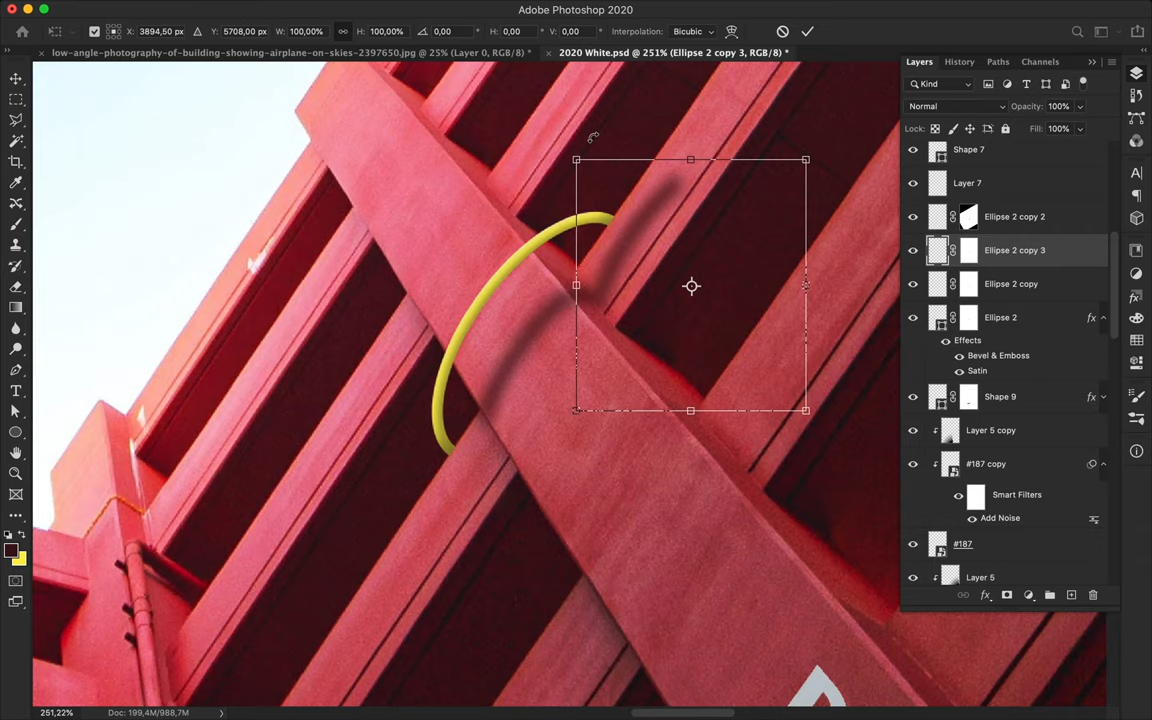 Adobe Photoshop 2020
X: 3894,50 px Y: 5708,00 px W: 100,00% H: 100,00% 0,00 H: 0,00 V: 0,00 Interpolation: Bicubic
low-angle-photography-of-building-showing-airplane-on-skies-2397650.jpg @ 25% (Layer 0, RGB/8) *
2020 White.psd @ 251% (Ellipse 2 copy 3, RGB/8) *
Layers History Paths Channels
Kind
Normal Opacity: 100%
Lock: Fill: 100%
Shape 7
Layer 7
Ellipse 2 copy 2
Ellipse 2 copy 3
Ellipse 2 copy
Ellipse 2 fx
Effects
Bevel & Emboss
Satin
Shape 9 fx
Layer 5 copy
#187 copy
Smart Filters
Add Noise
#187
Layer 5
fx
251,22% Doc: 199,4M/988,7M